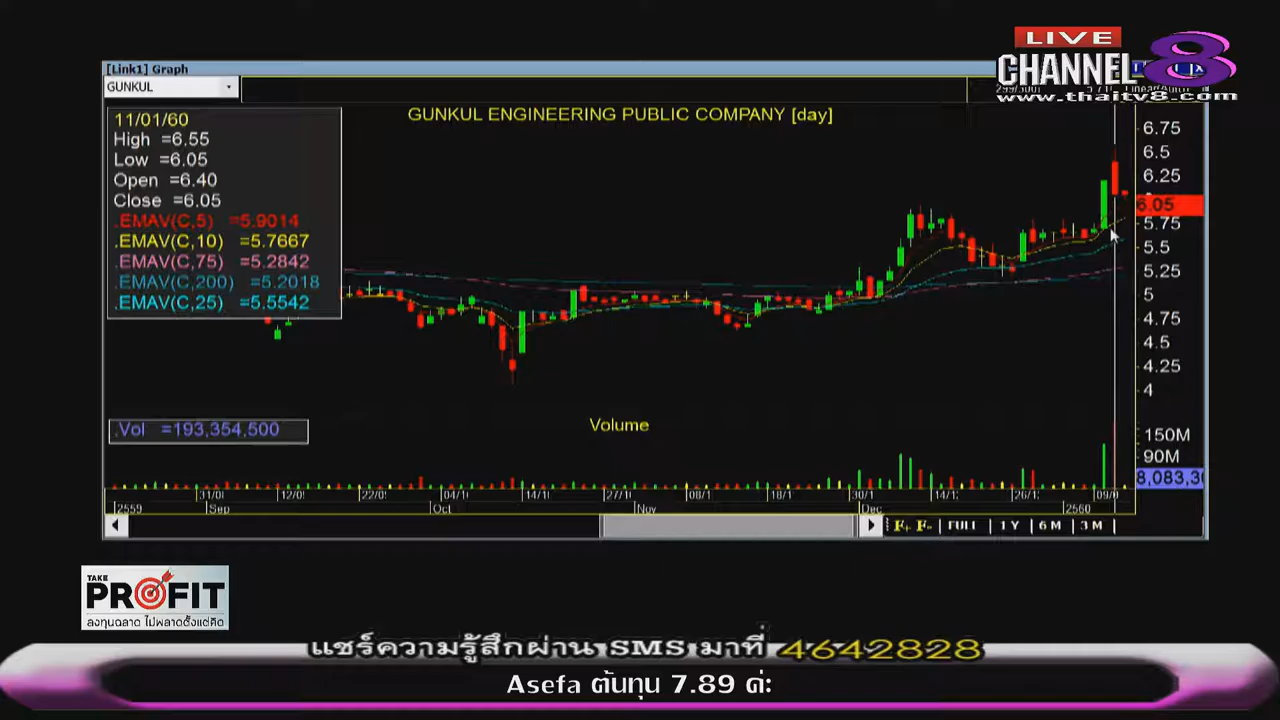 LIVE
CHANNEL 8
www.thaitv8.com
[Link1] Graph
GUNKUL
GUNKUL ENGINEERING PUBLIC COMPANY [day]
11/01/60
High =6.55
Low =6.05
Open =6.40
Close =6.05
.EMAV(C,5) =5.9014
.EMAV(C,10) =5.7667
.EMAV(C,75) =5.2842
.EMAV(C,200) =5.2018
.EMAV(C,25) =5.5542
6.75
6.5
6.25
6.05
5.75
5.5
5.25
5
4.75
4.5
4.25
4
.Vol =193,354,500
Volume
150M
90M
8,083,30
31/0 12/0 22/0 04/1 14/1 27/1 08/1 18/1 30/1 14/1 26/1 09/0
2559 Sep Oct Nov Dec 2560
F+ F- FULL 1 Y 6 M 3 M
TAKE
PROFIT
ลงทุนฉลาด ไม่พลาดตั้งแต่คิด
แชร์ความรู้สึกผ่าน SMS มาที่ 4642828
Asefa ต้นทุน 7.89 ค่ะ